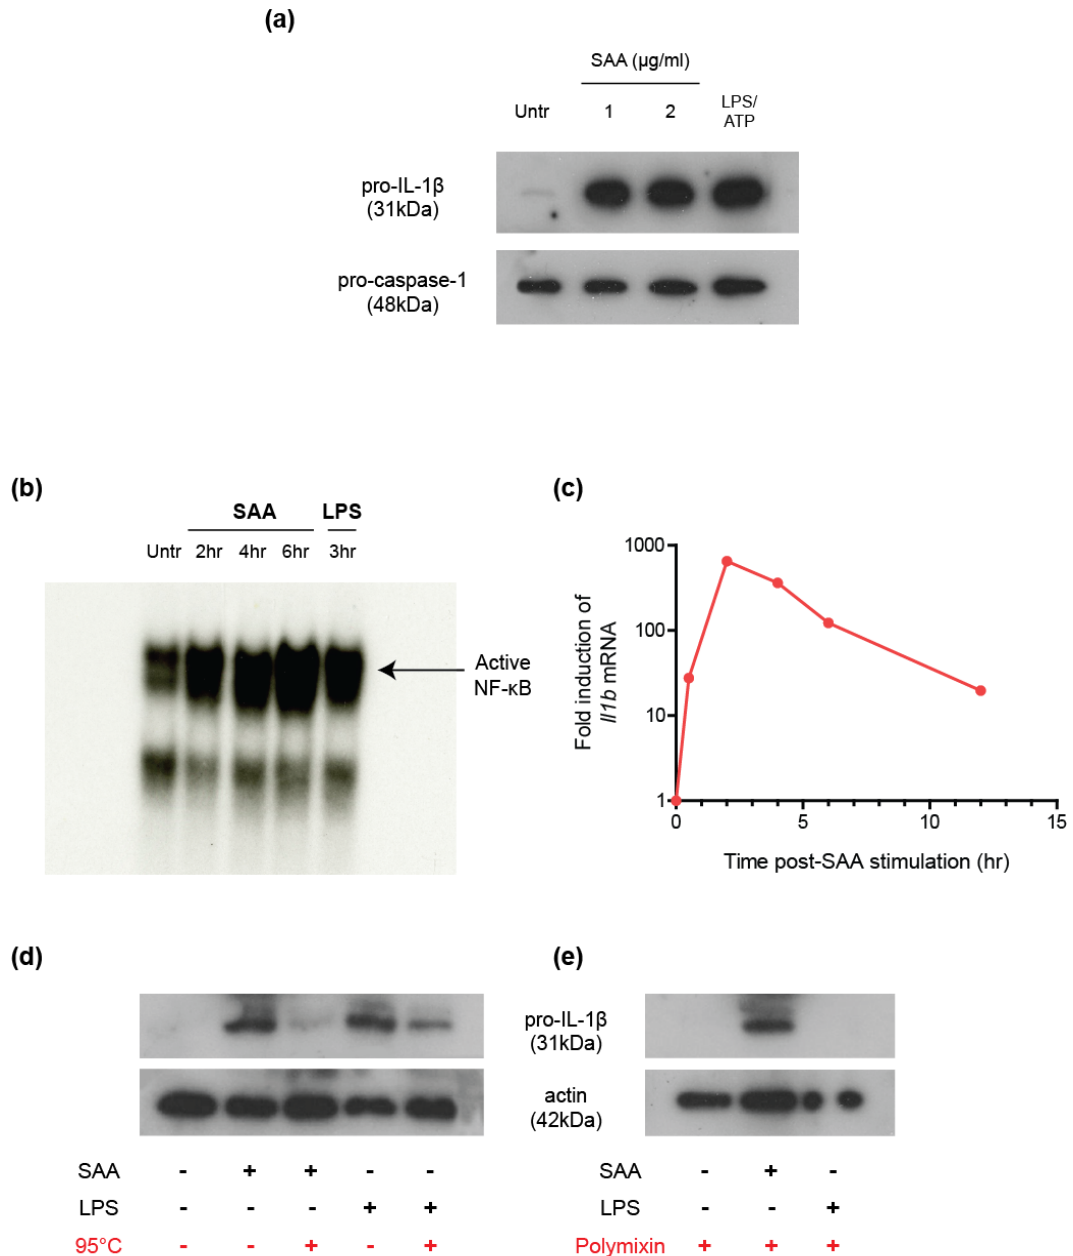 (a)
SAA (µg/ml)
Untr 1 2 LPS/
ATP
pro-IL-1β
(31kDa)
pro-caspase-1
(48kDa)
(b)
SAA LPS
Untr 2hr 4hr 6hr 3hr
Active
NF-κB
(c)
Fold induction of
Il1b mRNA
1000
100
10
1
0 5 10 15
Time post-SAA stimulation (hr)
(d)
(e)
pro-IL-1β
(31kDa)
actin
(42kDa)
SAA - + + - -
LPS - - - + +
95°C - - + - +
SAA - + -
LPS - - +
Polymixin + + +